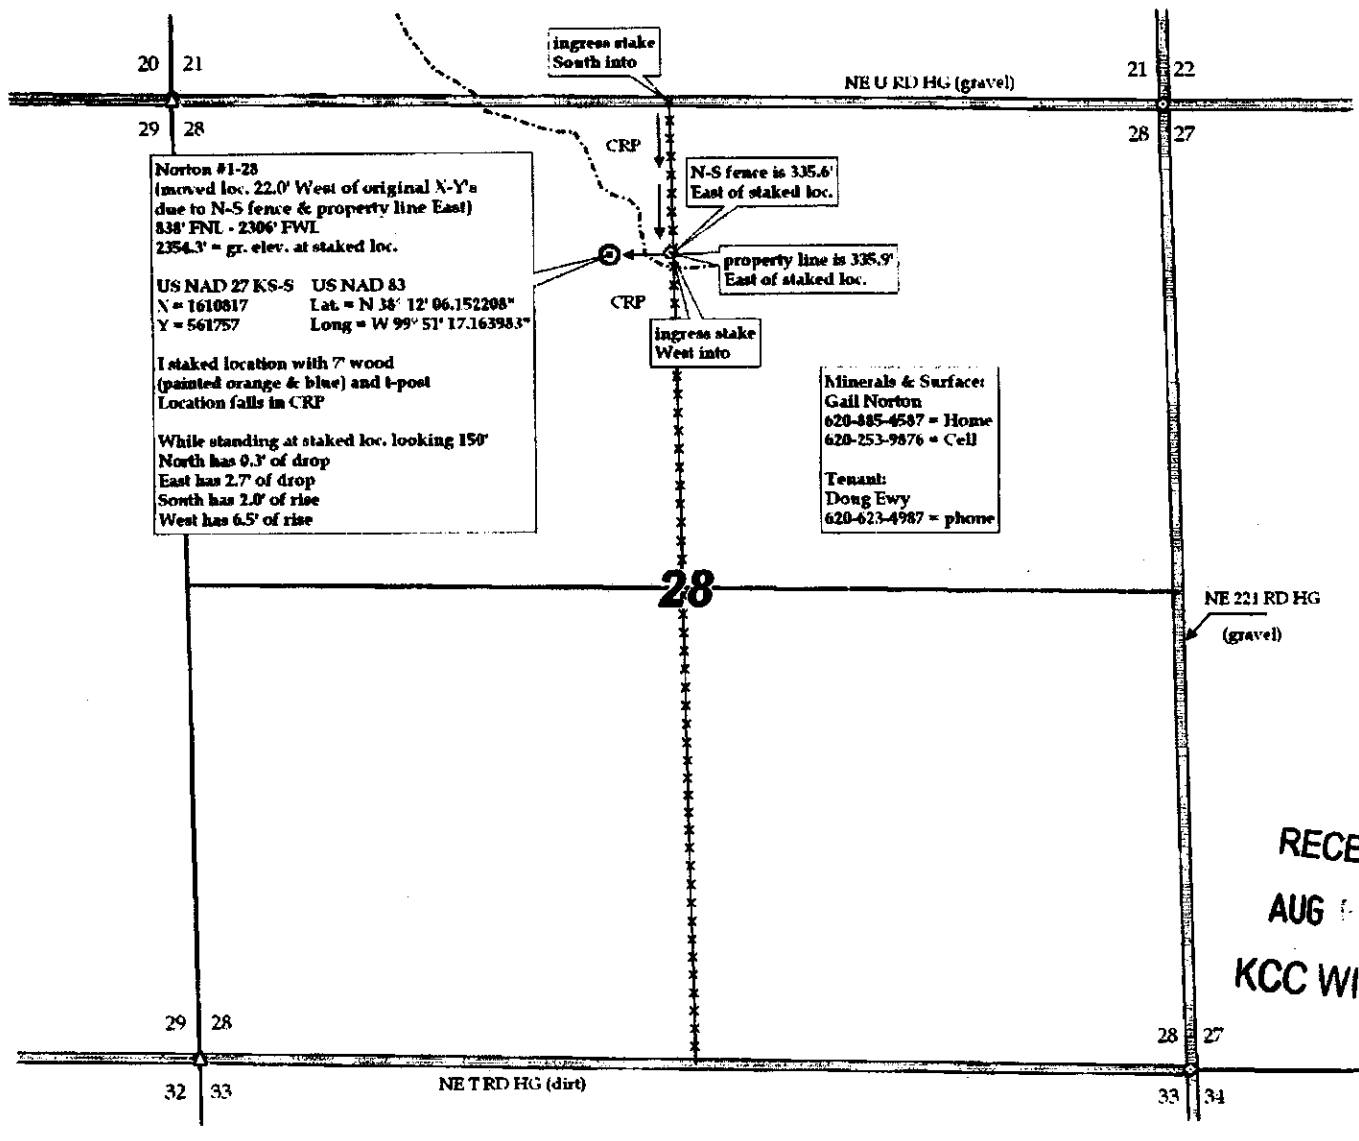 20 21
ingress stake
South into
NE U RD HG (gravel)
21 22
29 28
28 27
CRP
Norton #1-28
(moved loc. 22.0' West of original X-Y's
due to N-S fence & property line East)
838' FNL - 2306' FWL
2354.3' = gr. elev. at staked loc.
US NAD 27 KS-S US NAD 83
X = 1610817 Lat. = N 38° 12' 06.152208"
Y = 561757 Long = W 99° 51' 17.163983"
I staked location with 7' wood
(painted orange & blue) and t-post
Location falls in CRP
While standing at staked loc. looking 150'
North has 0.3' of drop
East has 2.7' of drop
South has 2.0' of rise
West has 6.5' of rise
N-S fence is 335.6'
East of staked loc.
property line is 335.9'
East of staked loc.
CRP
ingress stake
West into
Minerals & Surface:
Gail Norton
620-885-4587 = Home
620-253-9876 = Cell
Tenant:
Doug Ewy
620-623-4987 = phone
28
NE 221 RD HG
(gravel)
RECE
AUG
KCC WI
29 28
28 27
NE T RD HG (dirt)
32 33
33 34